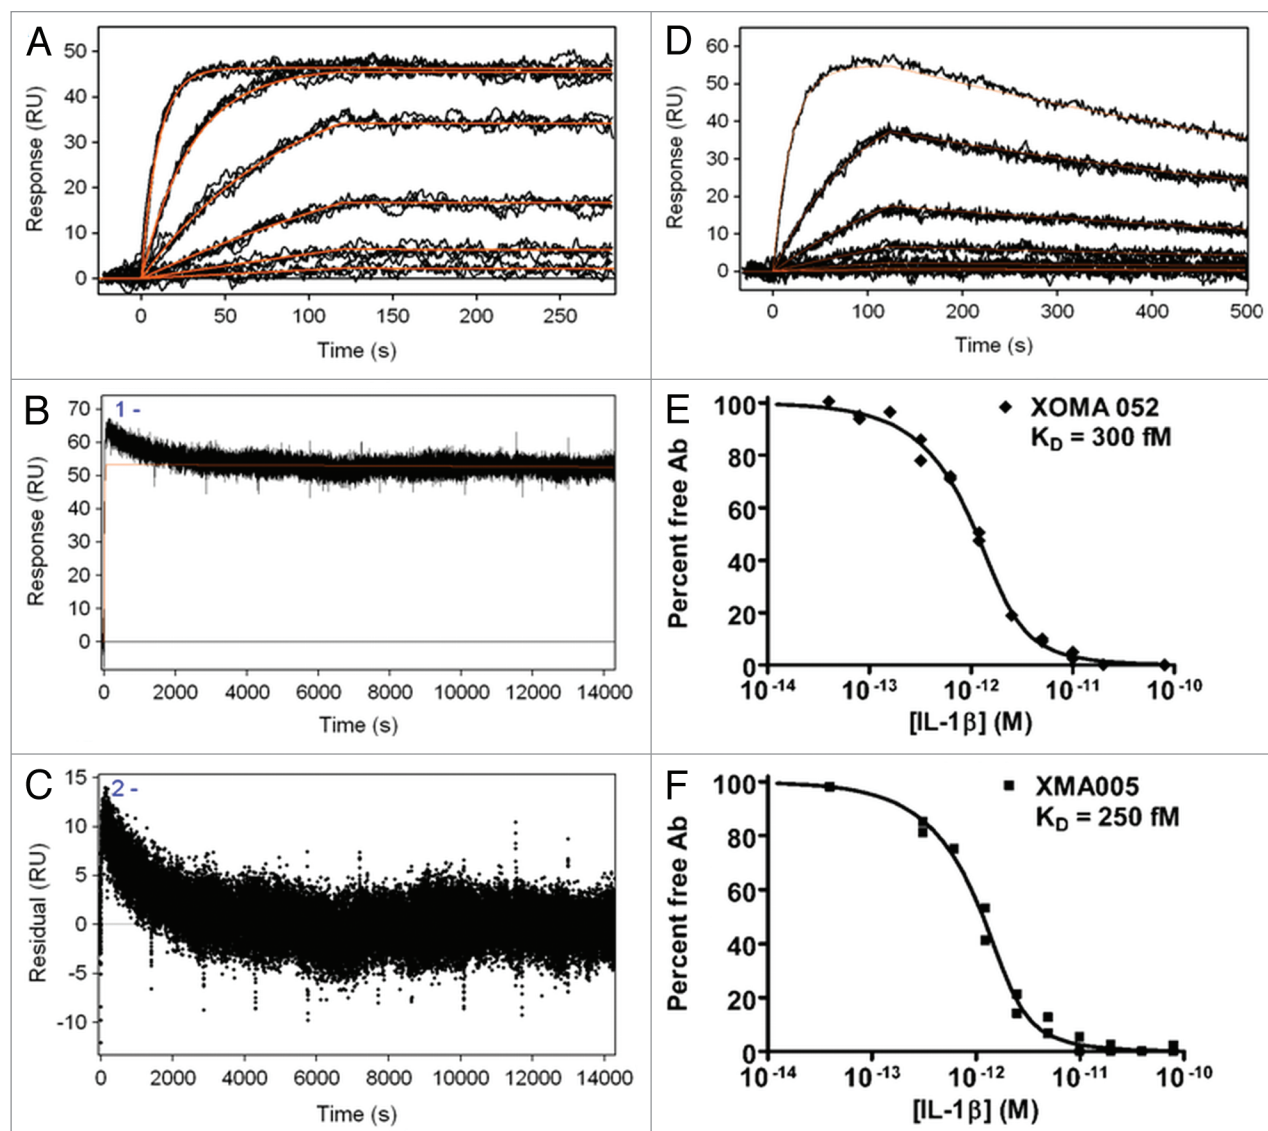 A
50
40
30
20
10
0
Response (RU)
0 50 100 150 200 250
Time (s)
D
60
50
40
30
20
10
0
Response (RU)
0 100 200 300 400 500
Time (s)
B
1 -
70
60
50
40
30
20
10
0
Response (RU)
0 2000 4000 6000 8000 10000 12000 14000
Time (s)
E
XOMA 052
K_D = 300 fM
100
80
60
40
20
0
Percent free Ab
10-14 10-13 10-12 10-11 10-10
[IL-1β] (M)
C
2 -
15
10
5
0
-5
-10
Residual (RU)
0 2000 4000 6000 8000 10000 12000 14000
Time (s)
F
XMA005
K_D = 250 fM
100
80
60
40
20
0
Percent free Ab
10-14 10-13 10-12 10-11 10-10
[IL-1β] (M)